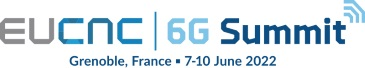 EUCNC | 6G Summit
Grenoble, France ▪ 7-10 June 2022